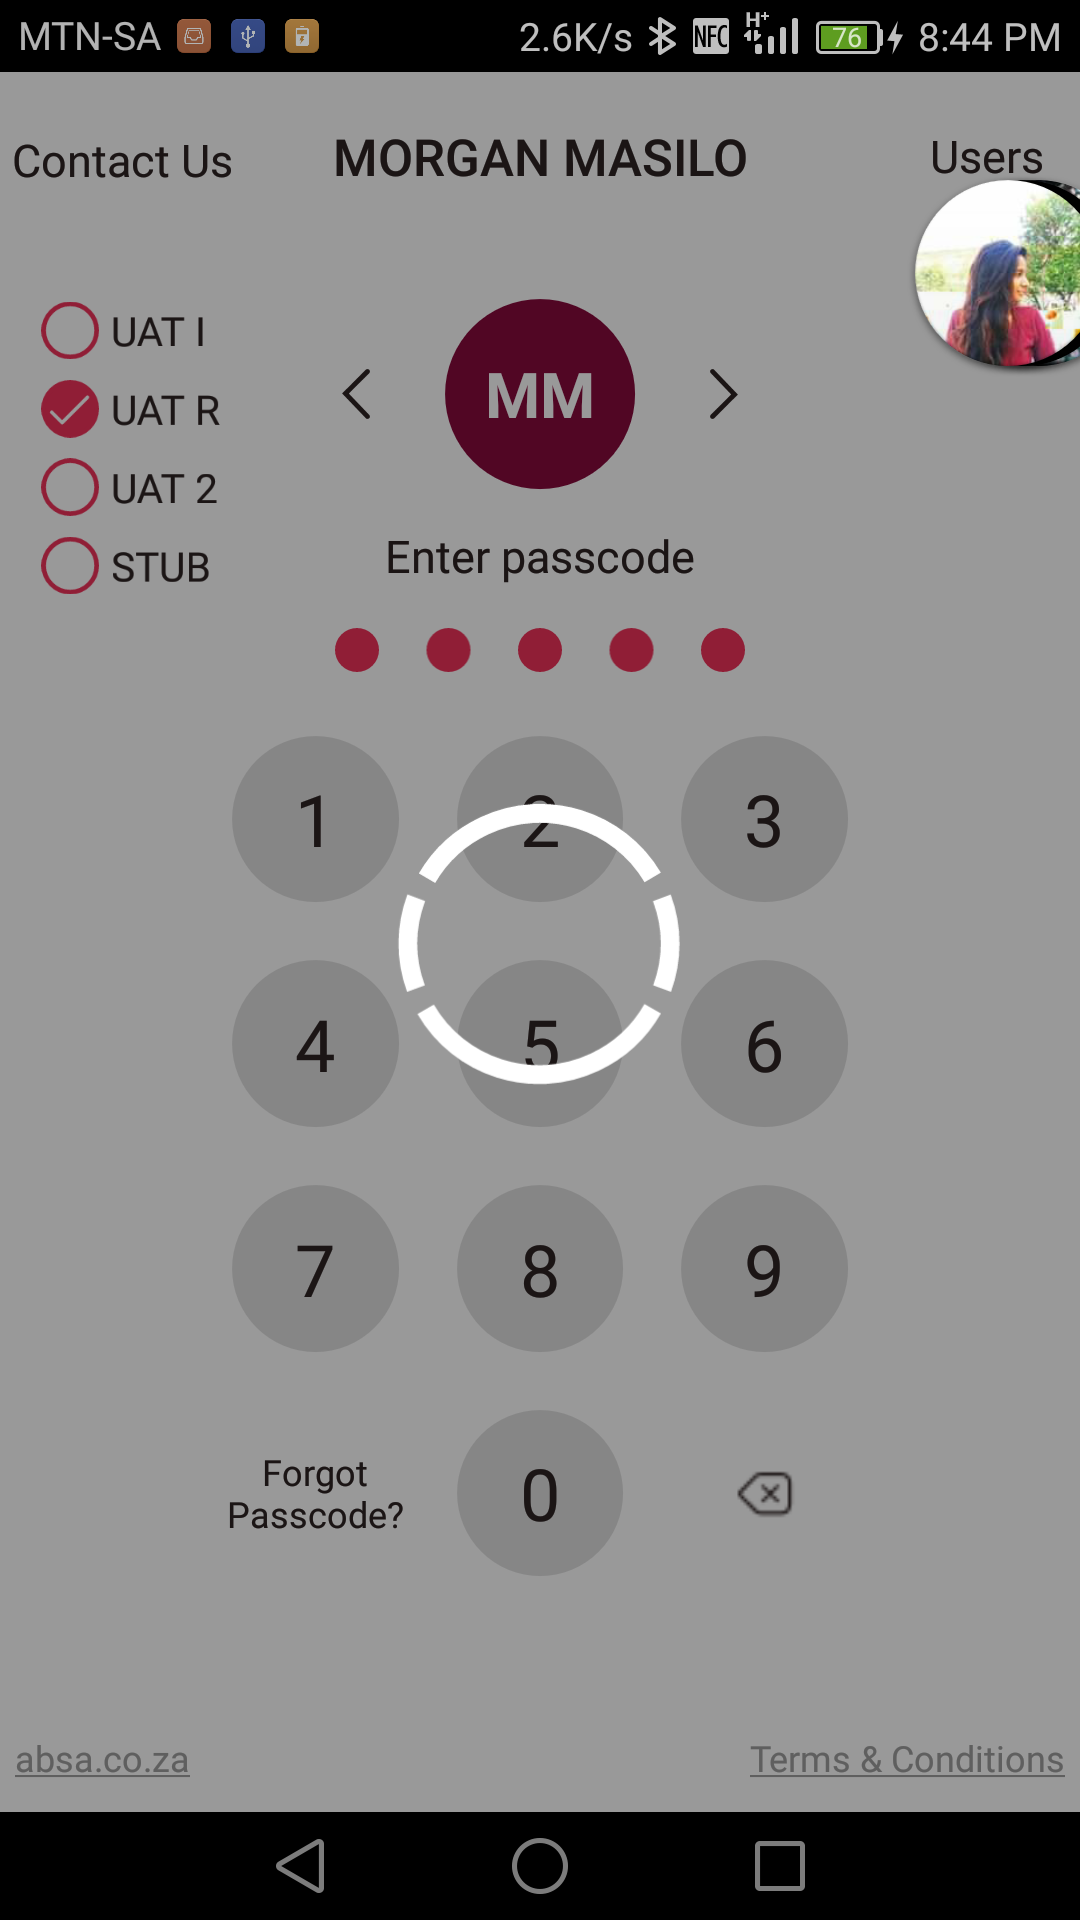 MTN-SA 2.6K/s NFC H+ 76 8:44 PM
Contact Us MORGAN MASILO Users
UAT I
UAT R
UAT 2
STUB
MM
Enter passcode
1 2 3
4 5 6
7 8 9
Forgot
Passcode?
0
absa.co.za Terms & Conditions